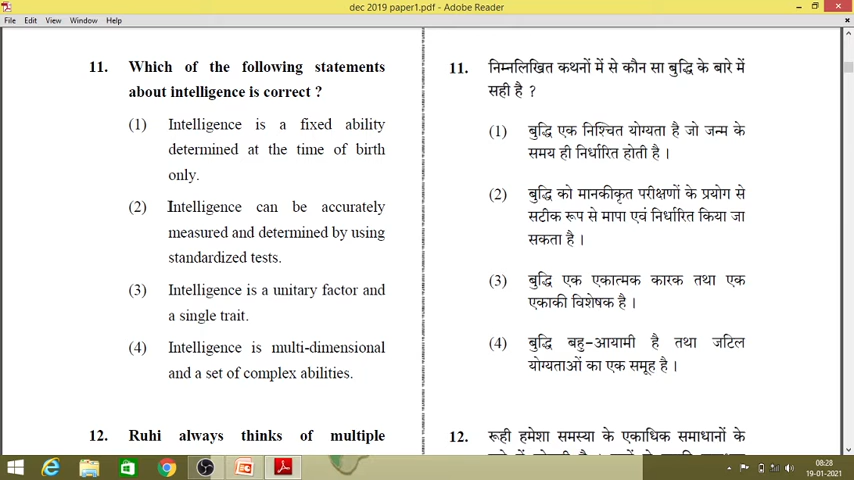 dec 2019 paper1.pdf - Adobe Reader
File Edit View Window Help
11. Which of the following statements
about intelligence is correct ?
(1) Intelligence is a fixed ability
determined at the time of birth
only.
(2) Intelligence can be accurately
measured and determined by using
standardized tests.
(3) Intelligence is a unitary factor and
a single trait.
(4) Intelligence is multi-dimensional
and a set of complex abilities.
12. Ruhi always thinks of multiple
11. निम्नलिखित कथनों में से कौन सा बुद्धि के बारे में
सही है ?
(1) बुद्धि एक निश्चित योग्यता है जो जन्म के
समय ही निर्धारित होती है ।
(2) बुद्धि को मानकीकृत परीक्षणों के प्रयोग से
सटीक रूप से मापा एवं निर्धारित किया जा
सकता है ।
(3) बुद्धि एक एकात्मक कारक तथा एक
एकाकी विशेषक है ।
(4) बुद्धि बहु-आयामी है तथा जटिल
योग्यताओं का एक समूह है ।
12. रूही हमेशा समस्या के एकाधिक समाधानों के
08:28
19-01-2021